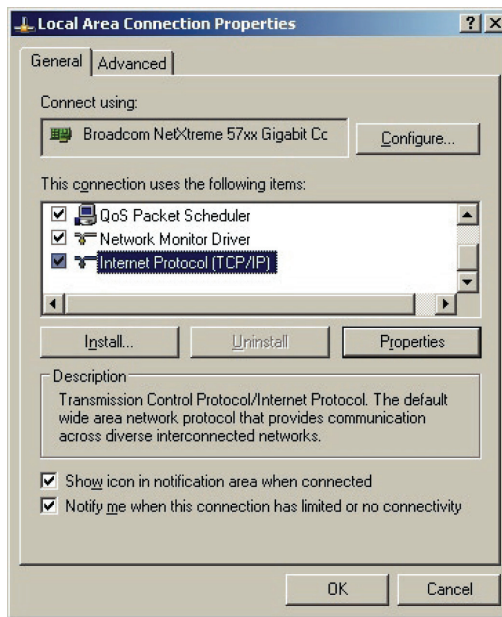 Local Area Connection Properties
General
Advanced
Connect using:
Broadcom NetXtreme 57xx Gigabit Cc
Configure...
This connection uses the following items:
QoS Packet Scheduler
Network Monitor Driver
Internet Protocol (TCP/IP)
Install...
Uninstall
Properties
Description
Transmission Control Protocol/Internet Protocol. The default
wide area network protocol that provides communication
across diverse interconnected networks.
Show icon in notification area when connected
Notify me when this connection has limited or no connectivity
OK
Cancel